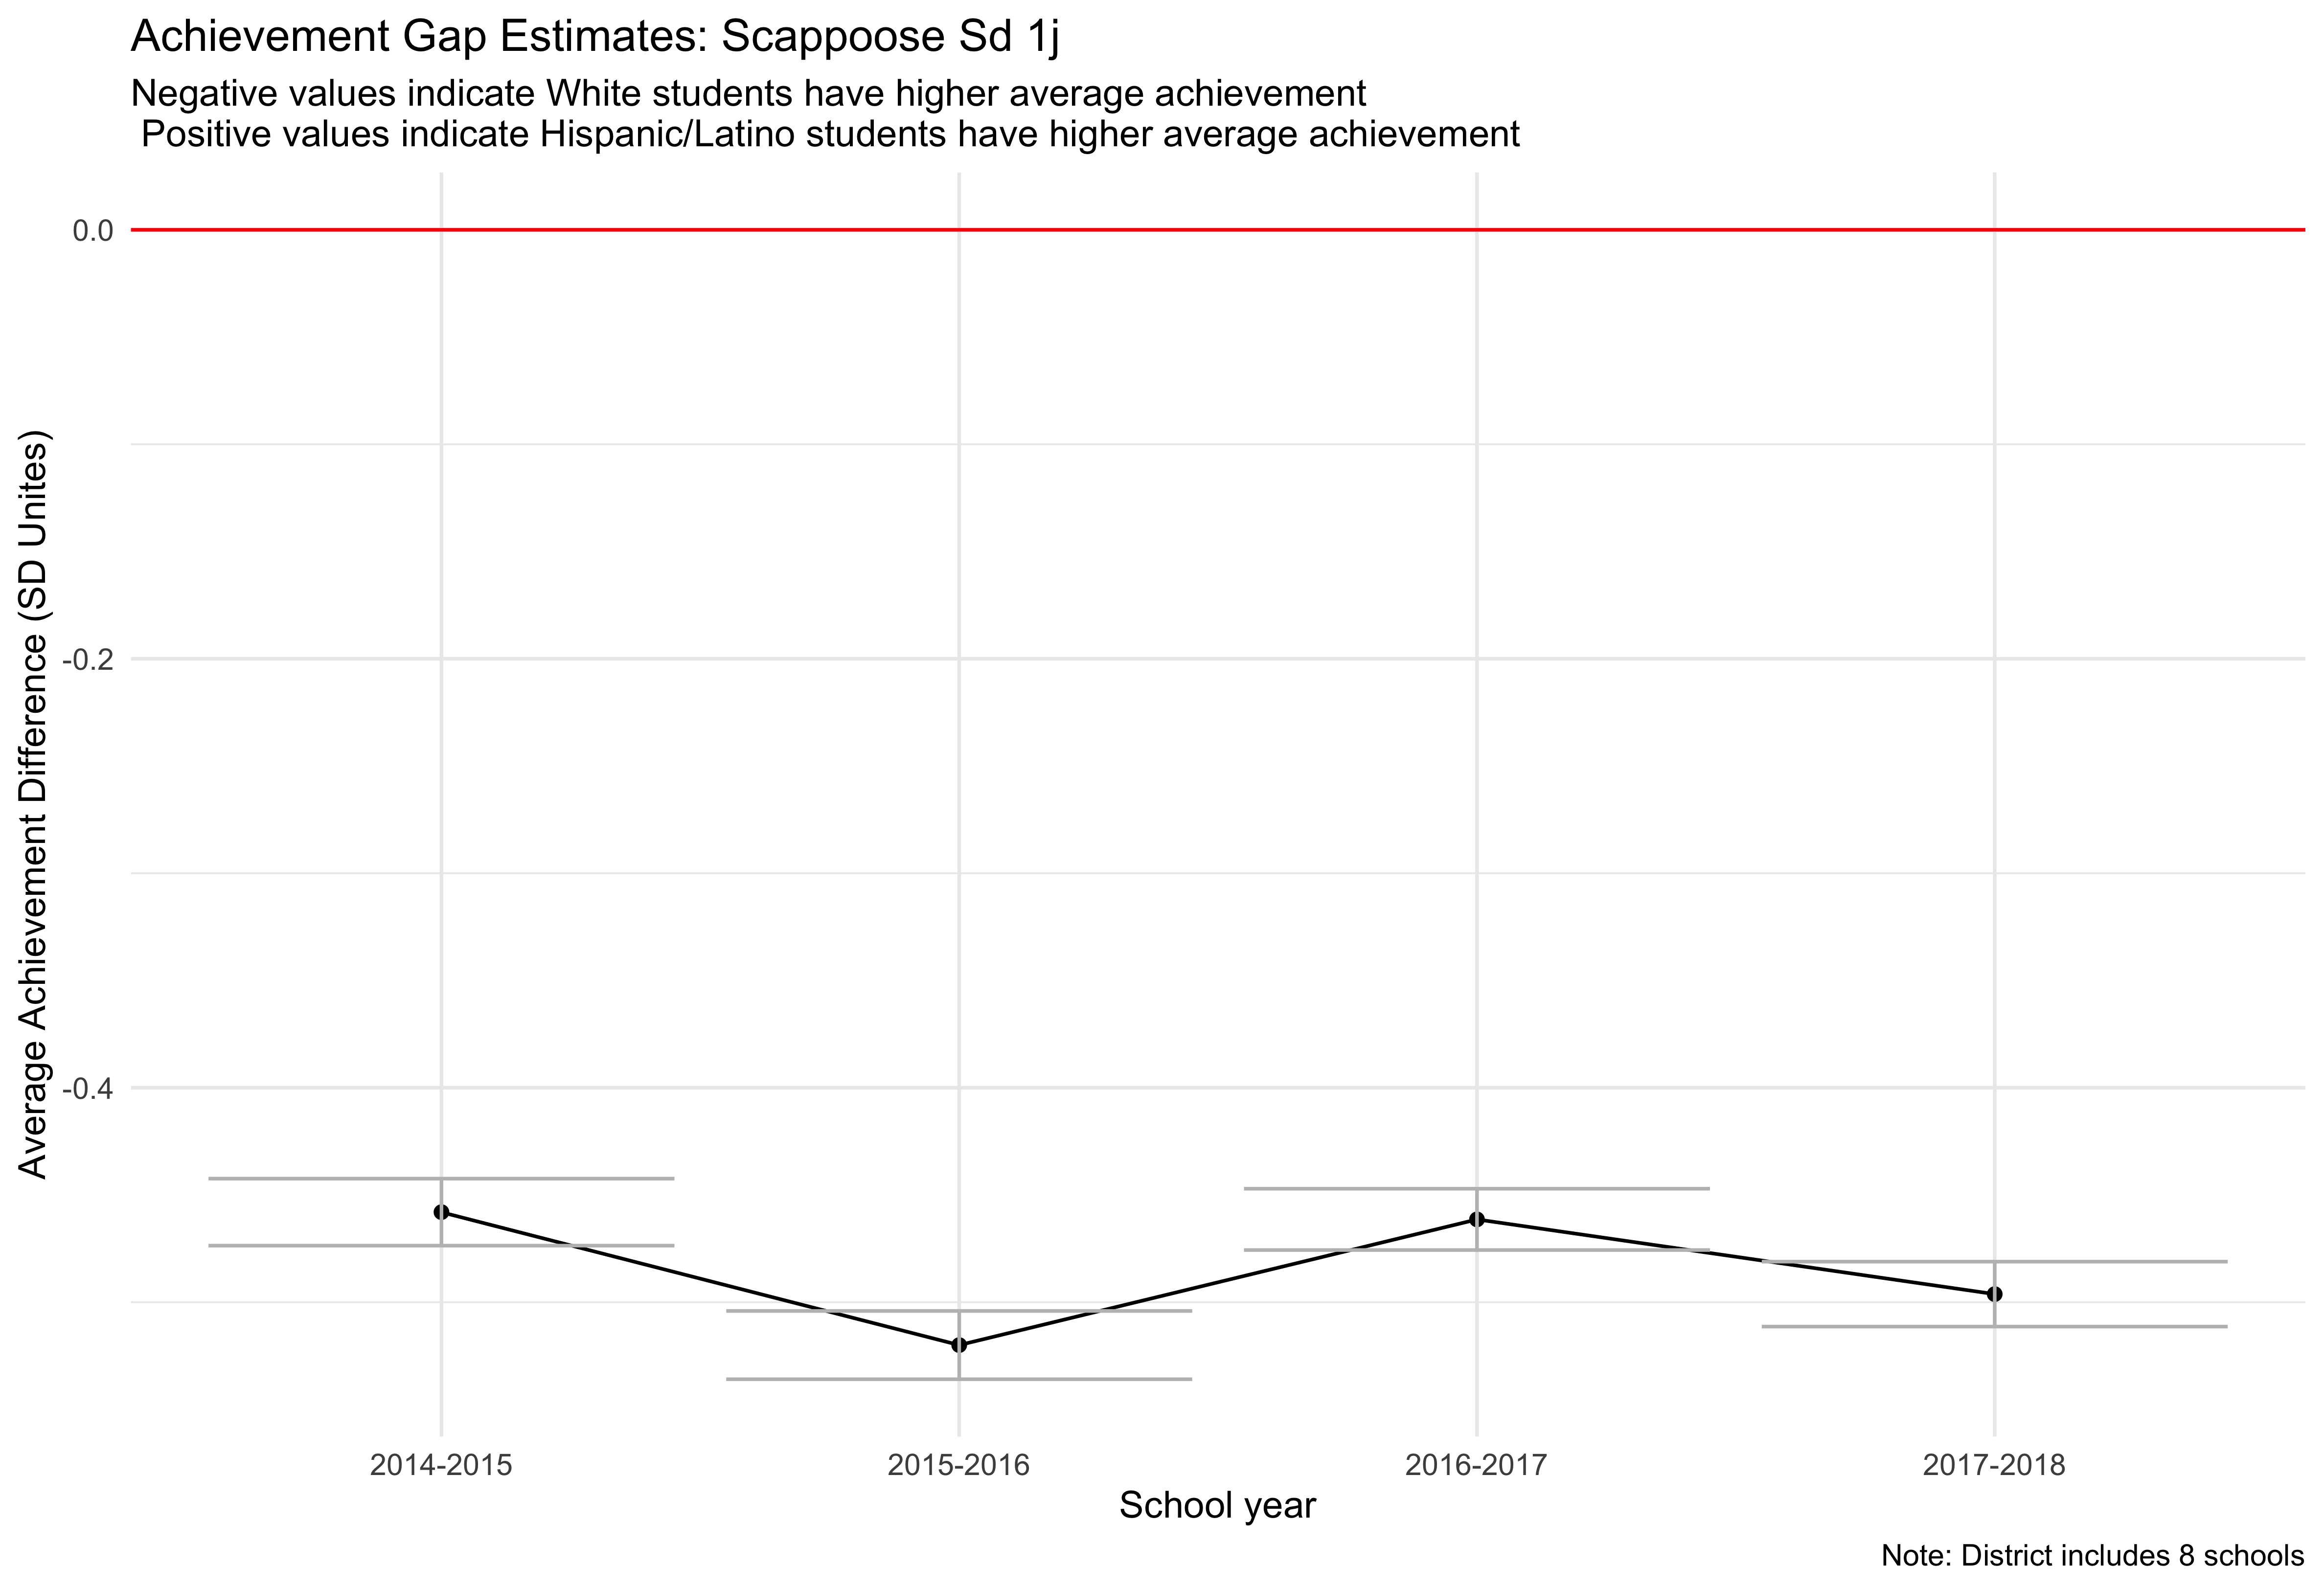 Achievement Gap Estimates: Scappoose Sd 1j
Negative values indicate White students have higher average achievement
Positive values indicate Hispanic/Latino students have higher average achievement
Average Achievement Difference (SD Unites)
0.0
-0.2
-0.4
2014-2015
2015-2016
2016-2017
2017-2018
School year
Note: District includes 8 schools